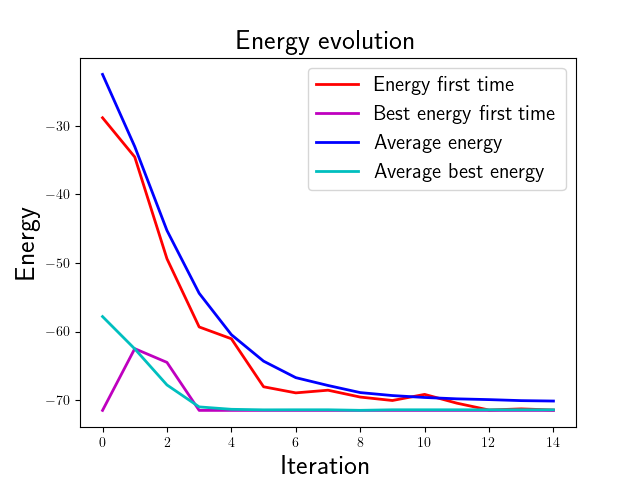 Energy evolution
Energy first time
Best energy first time
Average energy
Average best energy
−30
−40
−50
−60
−70
Energy
0 2 4 6 8 10 12 14
Iteration